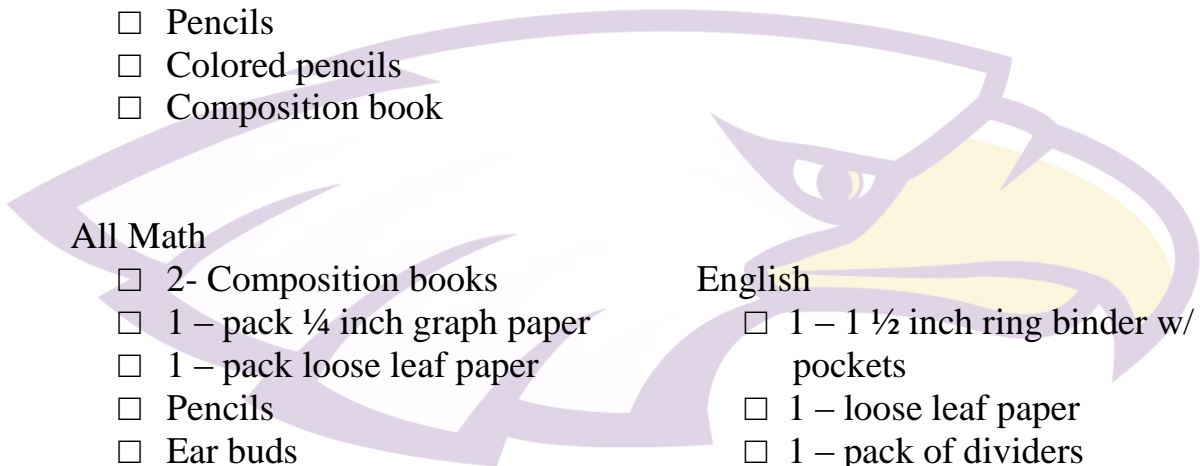 ☐ Pencils
☐ Colored pencils
☐ Composition book
All Math
☐ 2- Composition books
☐ 1 – pack ¼ inch graph paper
☐ 1 – pack loose leaf paper
☐ Pencils
☐ Ear buds
English
☐ 1 – 1 ½ inch ring binder w/
pockets
☐ 1 – loose leaf paper
☐ 1 – pack of dividers